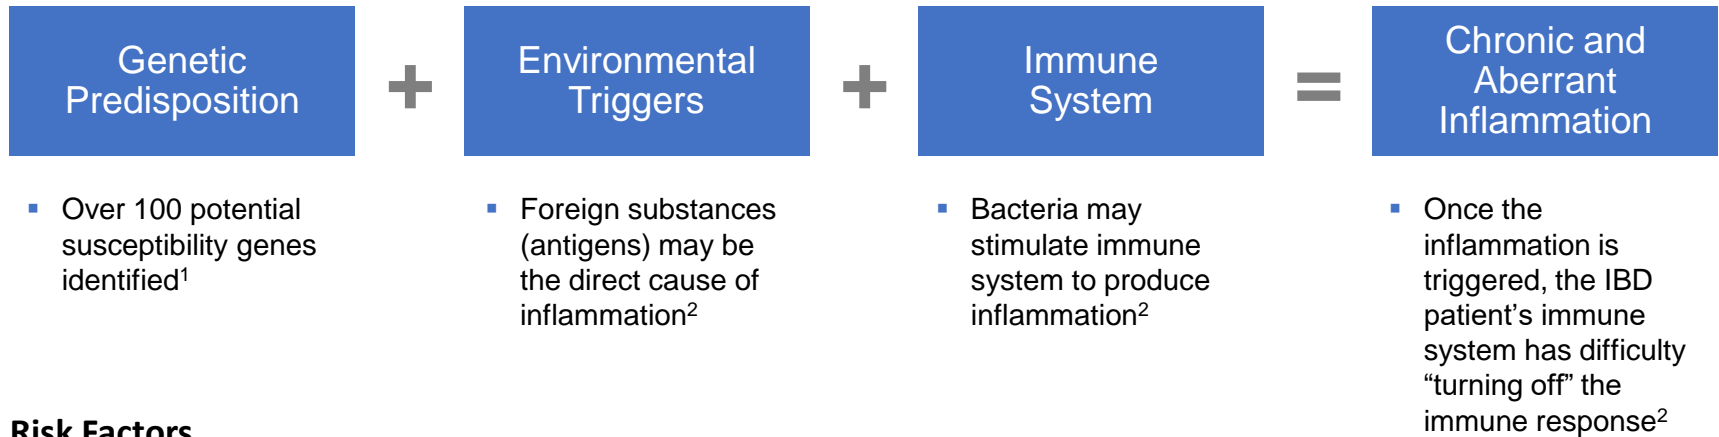 Genetic
Predisposition
+
Environmental
Triggers
+
Immune
System
=
Chronic and
Aberrant
Inflammation
▪ Over 100 potential
susceptibility genes
identified¹
▪ Foreign substances
(antigens) may be
the direct cause of
inflammation²
▪ Bacteria may
stimulate immune
system to produce
inflammation²
▪ Once the
inflammation is
triggered, the IBD
patient’s immune
system has difficulty
“turning off” the
immune response²
Risk Factors